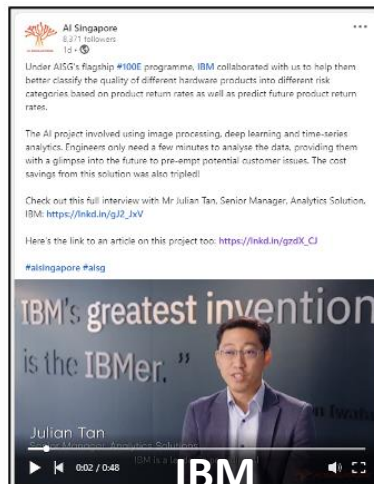 AI Singapore
8,371 followers
1d •
Under AISG's flagship #100E programme, IBM collaborated with us to help them
better classify the quality of different hardware products into different risk
categories based on product return rates as well as predict future product return
rates.
The AI project involved using image processing, deep learning and time-series
analytics. Engineers only need a few minutes to analyse the data, providing them
with a glimpse into the future to pre-empt potential customer issues. The cost
savings from this solution was also tripled!
Check out this full interview with Mr Julian Tan, Senior Manager, Analytics Solution,
IBM: https://lnkd.in/gJ2_JxV
Here's the link to an article on this project too: https://lnkd.in/gzdX_CJ
#aisingapore #aisg
IBM's greatest invention
is the IBMer.”
Julian Tan
Senior Manager, Analytics Solutions
IBM is a
0:02 / 0:48
IBM